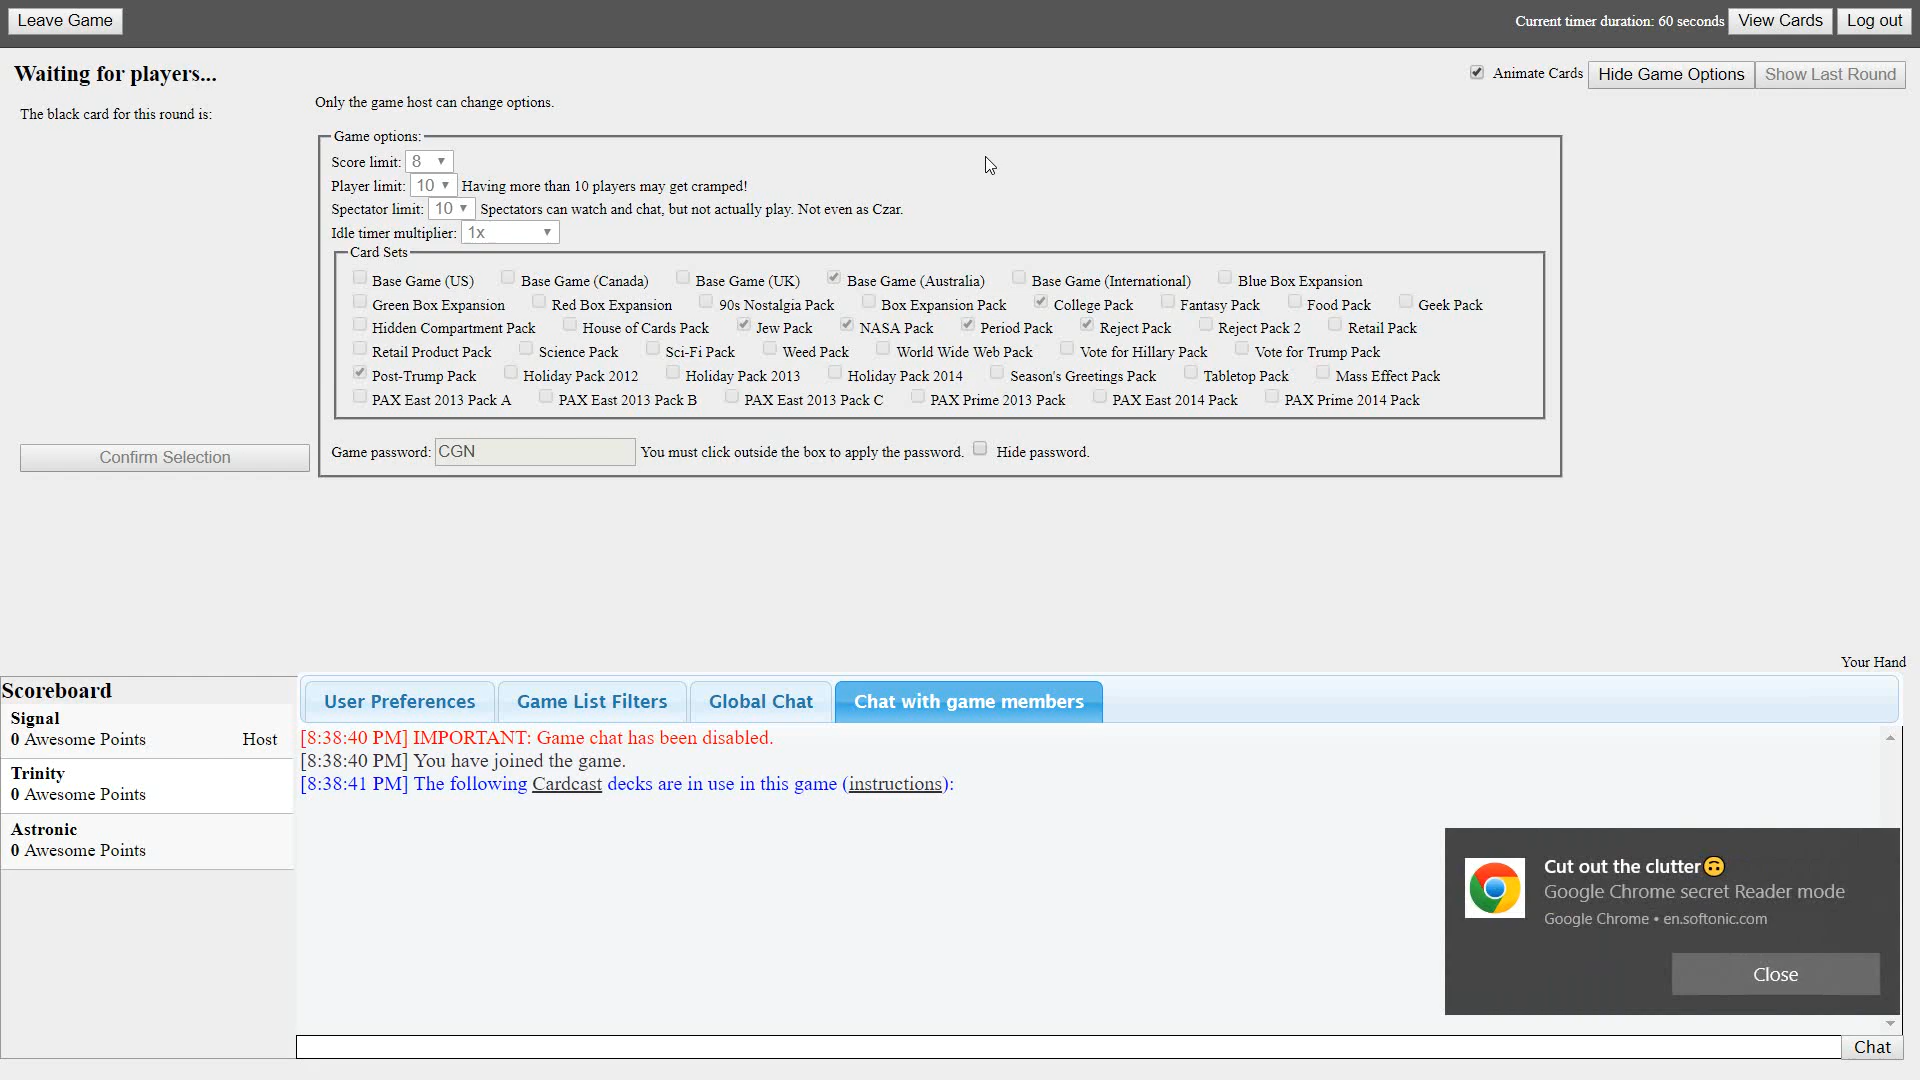 Leave Game
Current timer duration: 60 seconds View Cards Log out
Waiting for players...
Animate Cards Hide Game Options Show Last Round
Only the game host can change options.
The black card for this round is:
Game options:
Score limit: 8
Player limit: 10 Having more than 10 players may get cramped!
Spectator limit: 10 Spectators can watch and chat, but not actually play. Not even as Czar.
Idle timer multiplier: 1x
Card Sets
Base Game (US) Base Game (Canada) Base Game (UK) Base Game (Australia) Base Game (International) Blue Box Expansion
Green Box Expansion Red Box Expansion 90s Nostalgia Pack Box Expansion Pack College Pack Fantasy Pack Food Pack Geek Pack
Hidden Compartment Pack House of Cards Pack Jew Pack NASA Pack Period Pack Reject Pack Reject Pack 2 Retail Pack
Retail Product Pack Science Pack Sci-Fi Pack Weed Pack World Wide Web Pack Vote for Hillary Pack Vote for Trump Pack
Post-Trump Pack Holiday Pack 2012 Holiday Pack 2013 Holiday Pack 2014 Season's Greetings Pack Tabletop Pack Mass Effect Pack
PAX East 2013 Pack A PAX East 2013 Pack B PAX East 2013 Pack C PAX Prime 2013 Pack PAX East 2014 Pack PAX Prime 2014 Pack
Game password: CGN You must click outside the box to apply the password. Hide password.
Confirm Selection
Your Hand
Scoreboard
Signal
0 Awesome Points Host
Trinity
0 Awesome Points
Astronic
0 Awesome Points
User Preferences Game List Filters Global Chat Chat with game members
[8:38:40 PM] IMPORTANT: Game chat has been disabled.
[8:38:40 PM] You have joined the game.
[8:38:41 PM] The following Cardcast decks are in use in this game (instructions):
Cut out the clutter🙃
Google Chrome secret Reader mode
Google Chrome • en.softonic.com
Close
Chat